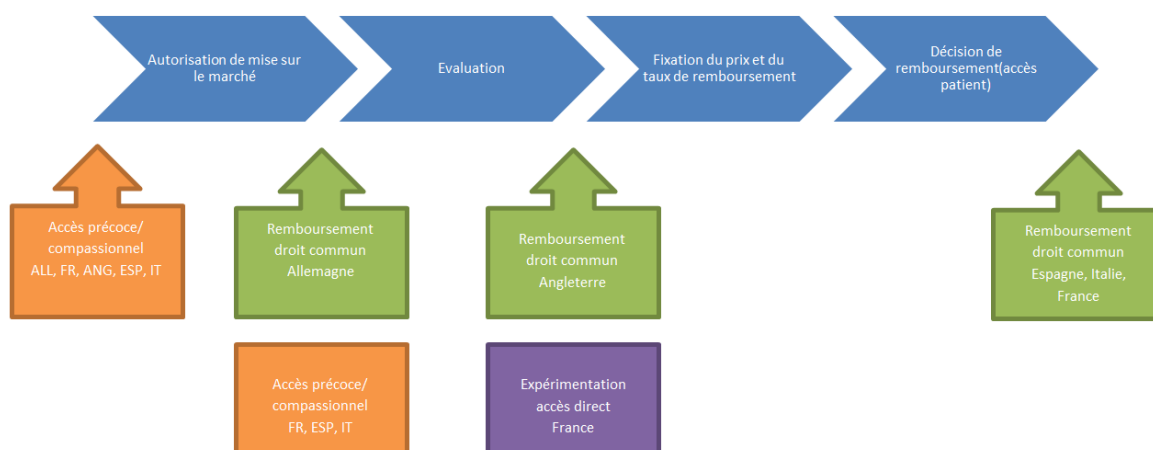 Autorisation de mise sur
le marché
Evaluation
Fixation du prix et du
taux de remboursement
Décision de
remboursement(accès
patient)
Accès précoce/
compassionnel
ALL, FR, ANG, ESP, IT
Remboursement
droit commun
Allemagne
Remboursement
droit commun
Angleterre
Remboursement
droit commun
Espagne, Italie,
France
Accès précoce/
compassionnel
FR, ESP, IT
Expérimentation
accès direct
France